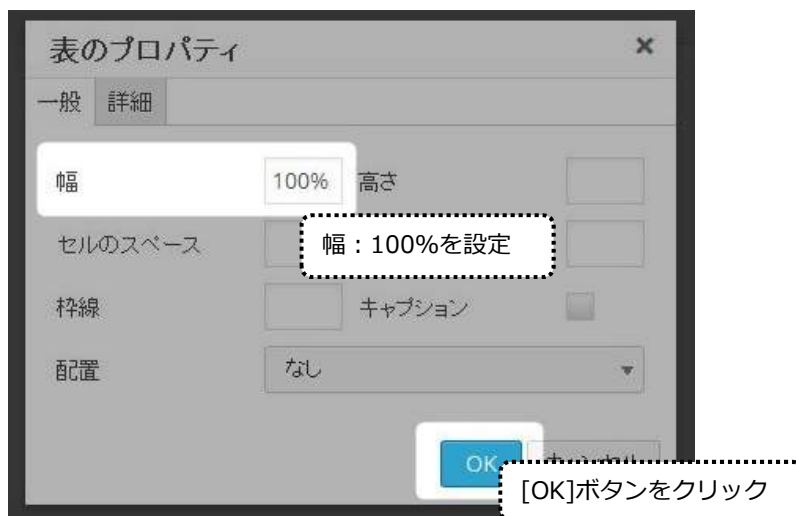 表のプロパティ ×
一般 詳細
幅 100% 高さ
セルのスペース
幅：100%を設定
枠線 キャプション
配置 なし
OK
[OK]ボタンをクリック